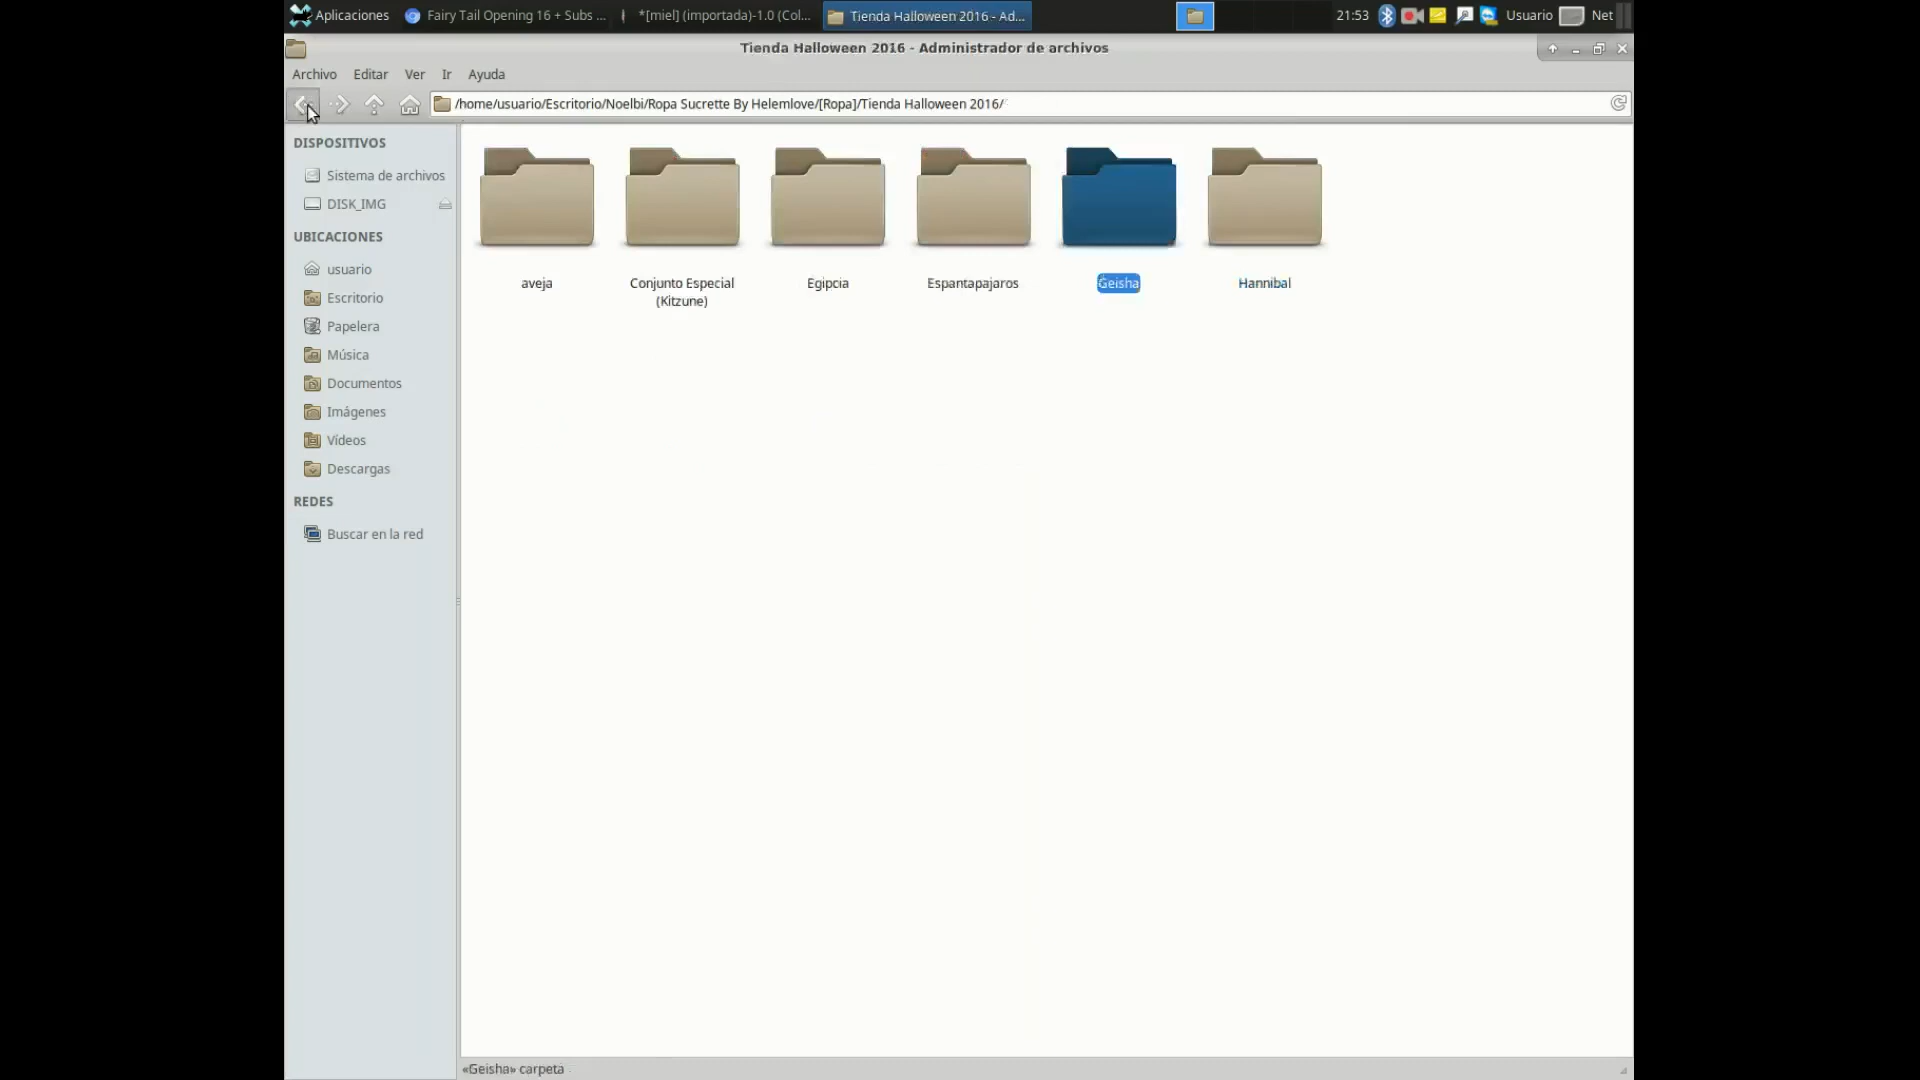 Aplicaciones
Fairy Tail Opening 16 + Subs ...
*[miel] (importada)-1.0 (Col...
Tienda Halloween 2016 - Ad...
21:53
Usuario
Net
Tienda Halloween 2016 - Administrador de archivos
Archivo Editar Ver Ir Ayuda
/home/usuario/Escritorio/Noelbi/Ropa Sucrette By Helemlove/[Ropa]/Tienda Halloween 2016/
DISPOSITIVOS
Sistema de archivos
DISK_IMG
UBICACIONES
usuario
Escritorio
Papelera
Música
Documentos
Imágenes
Vídeos
Descargas
REDES
Buscar en la red
aveja
Conjunto Especial
(Kitzune)
Egipcia
Espantapajaros
Geisha
Hannibal
«Geisha» carpeta